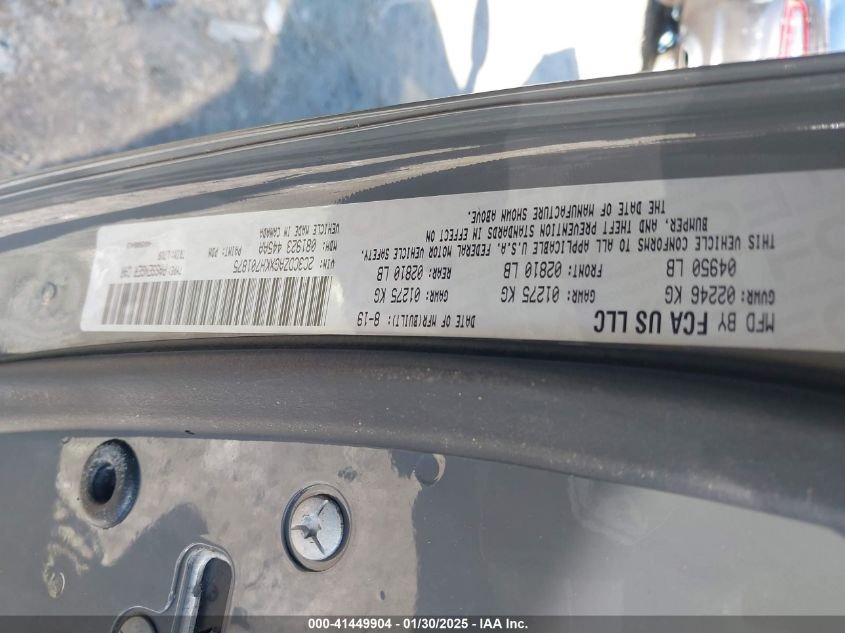 MFD BY FCA US LLC
DATE OF MFR(BUILT): 8-19
GVWR: 02246 KG
04950 LB
GAWR: 01275 KG
FRONT: 02810 LB
GAWR: 01275 KG
02810 LB
THIS VEHICLE CONFORMS TO ALL APPLICABLE U.S.A. FEDERAL MOTOR VEHICLE SAFETY,
BUMPER, AND THEFT PREVENTION STANDARDS IN EFFECT ON
THE DATE OF MANUFACTURE SHOWN ABOVE.
VIN: 2C3CDZAGXKH701875
TYPE: PASSENGER CAR
MDH: 081923 445AA PAINT: PDN
VEHICLE MADE IN CANADA
000-41449904 - 01/30/2025 - IAA Inc.